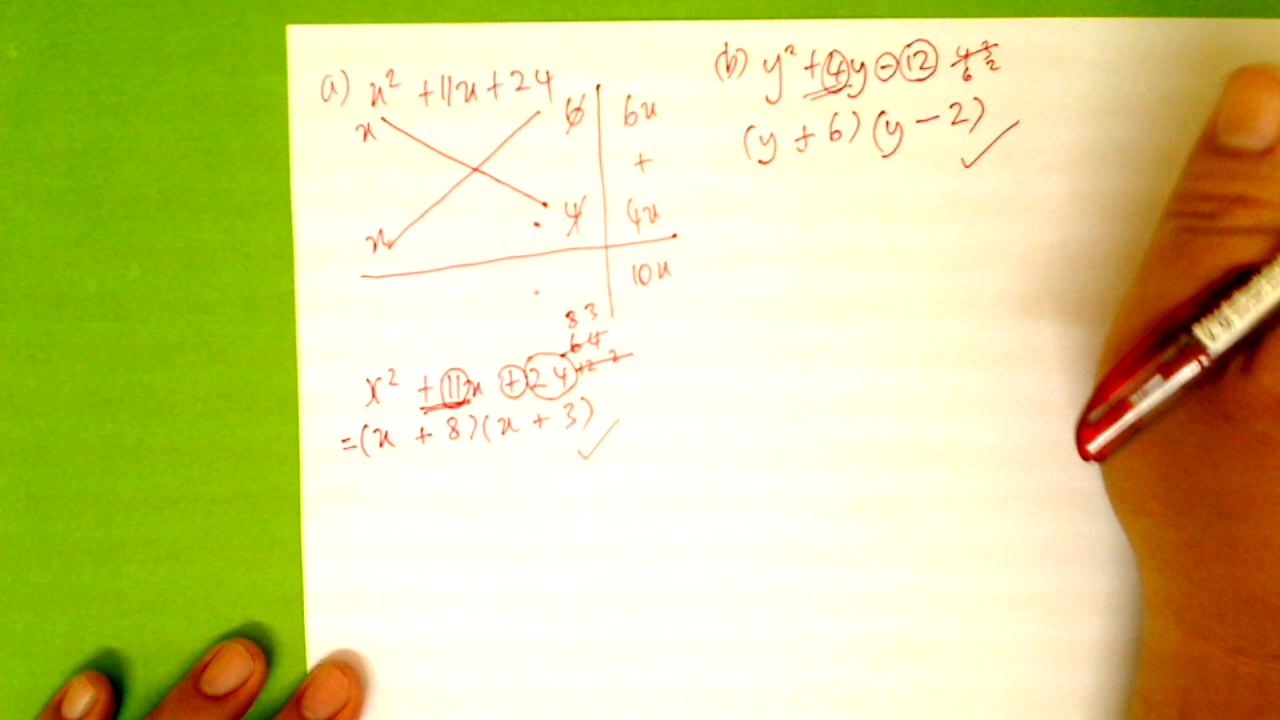 a) x² + 11x + 24
x 6 6x
+
x 4 4x
10x
8 3
6 4
12 2
x² + 11x + 24
= (x + 8)(x + 3) ✓
(b) y² + 4y - 12 4 3
6 2
(y + 6)(y - 2) ✓